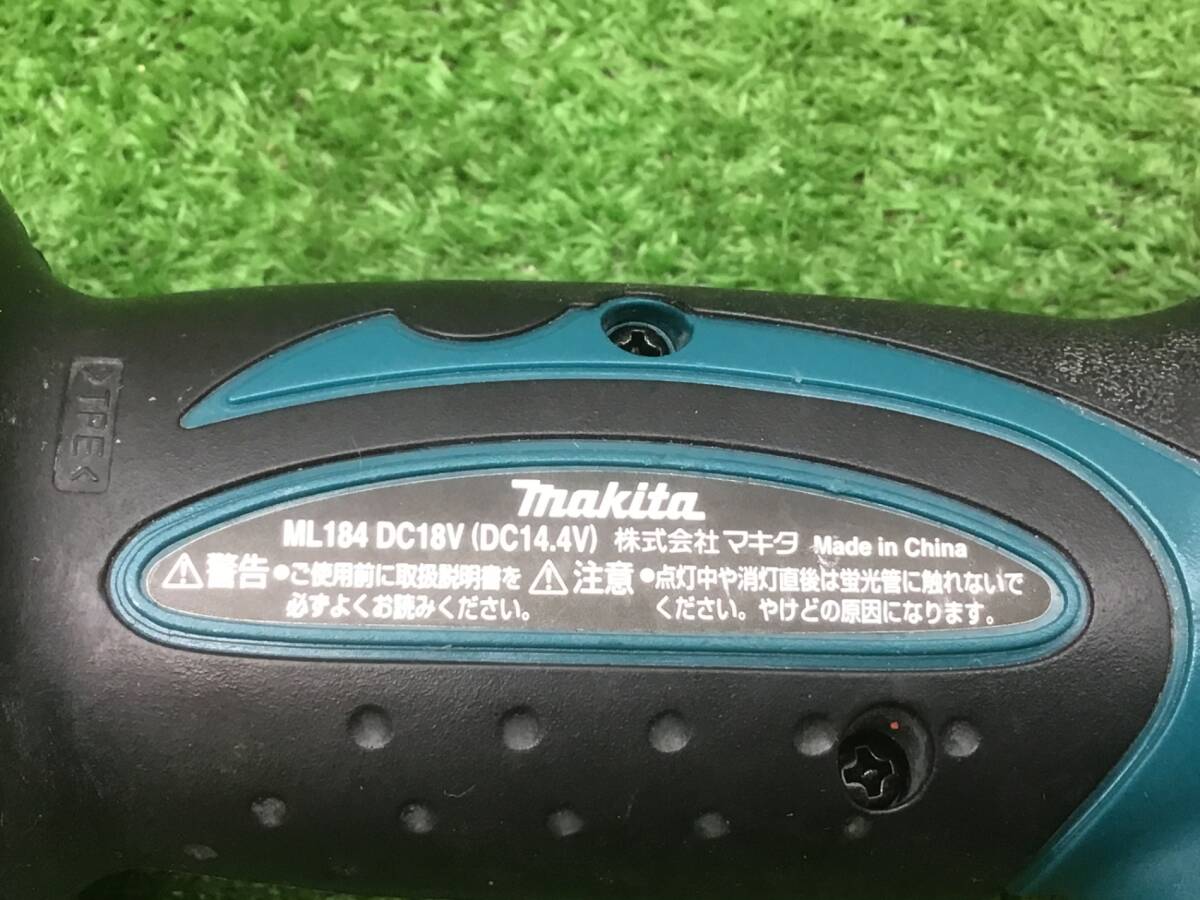 >TPE<
makita
ML184 DC18V (DC14.4V) 株式会社マキタ Made in China
⚠警告 •ご使用前に取扱説明書を必ずよくお読みください。
⚠注意 •点灯中や消灯直後は蛍光管に触れないでください。やけどの原因になります。